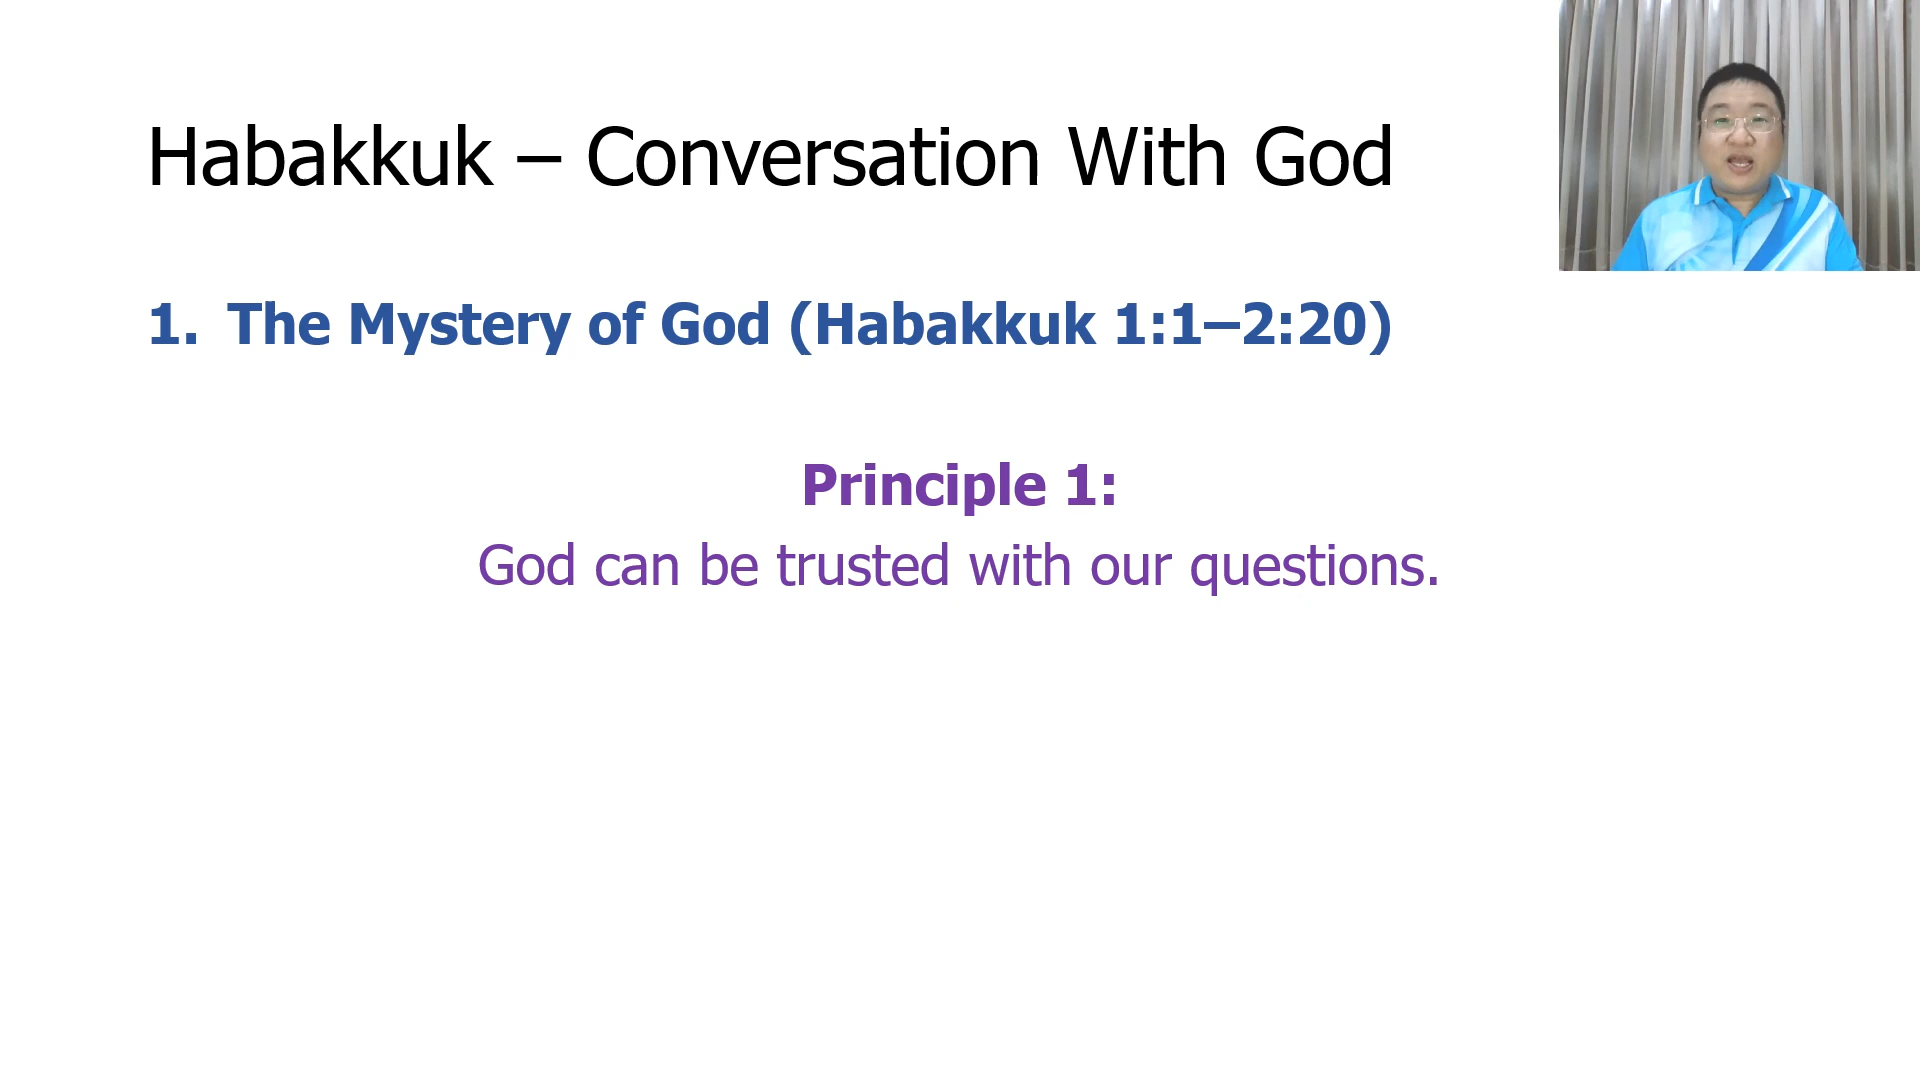 Habakkuk – Conversation With God
1. The Mystery of God (Habakkuk 1:1–2:20)
Principle 1:
God can be trusted with our questions.